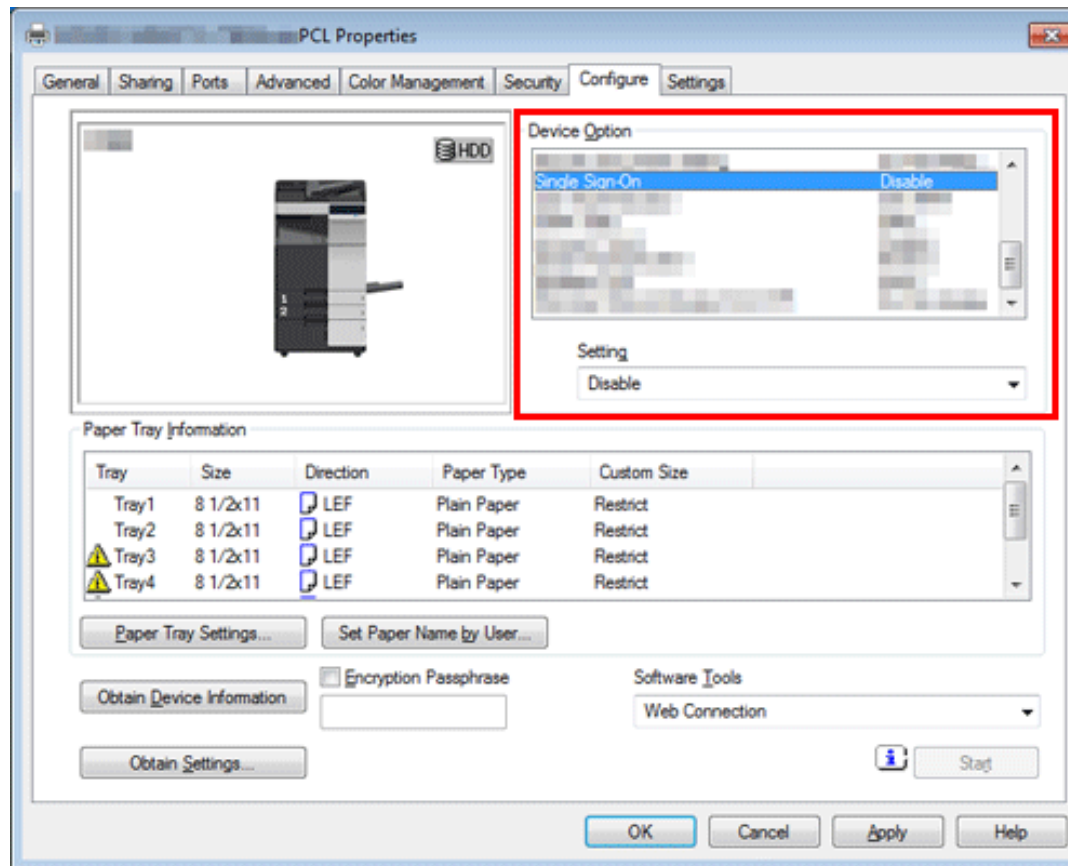 PCL Properties
General Sharing Ports Advanced Color Management Security Configure Settings
HDD
1
2
Device Option
Single Sign-On Disable
Setting
Disable
Paper Tray Information
Tray Size Direction Paper Type Custom Size
Tray1 8 1/2x11 LEF Plain Paper Restrict
Tray2 8 1/2x11 LEF Plain Paper Restrict
Tray3 8 1/2x11 LEF Plain Paper Restrict
Tray4 8 1/2x11 LEF Plain Paper Restrict
Paper Tray Settings... Set Paper Name by User...
Obtain Device Information
Encryption Passphrase
Software Tools
Web Connection
Obtain Settings...
Start
OK Cancel Apply Help